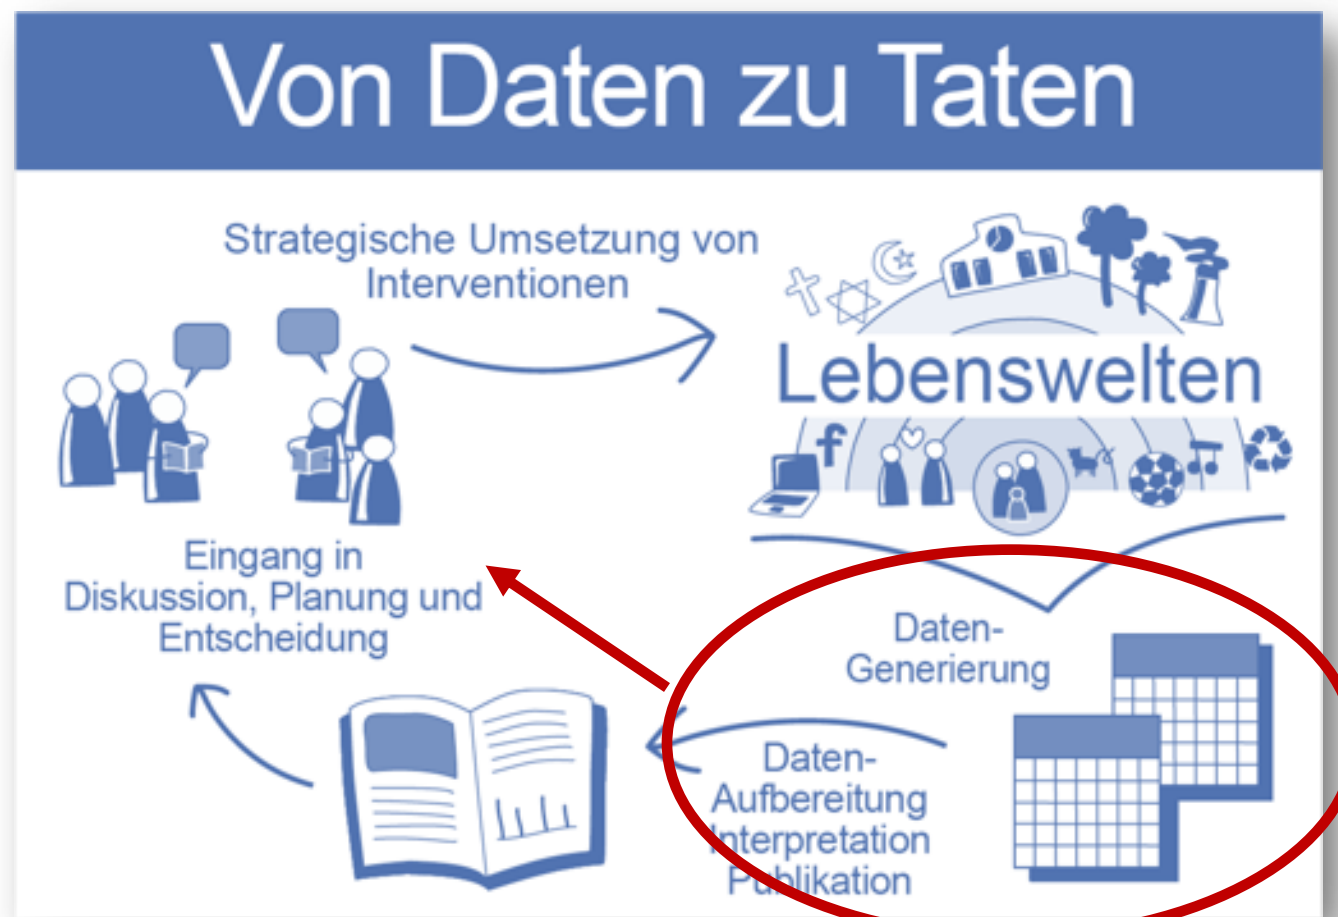 Von Daten zu Taten
Strategische Umsetzung von
Interventionen
Lebenswelten
f
Eingang in
Diskussion, Planung und
Entscheidung
Daten-
Generierung
Daten-
Aufbereitung
Interpretation
Publikation